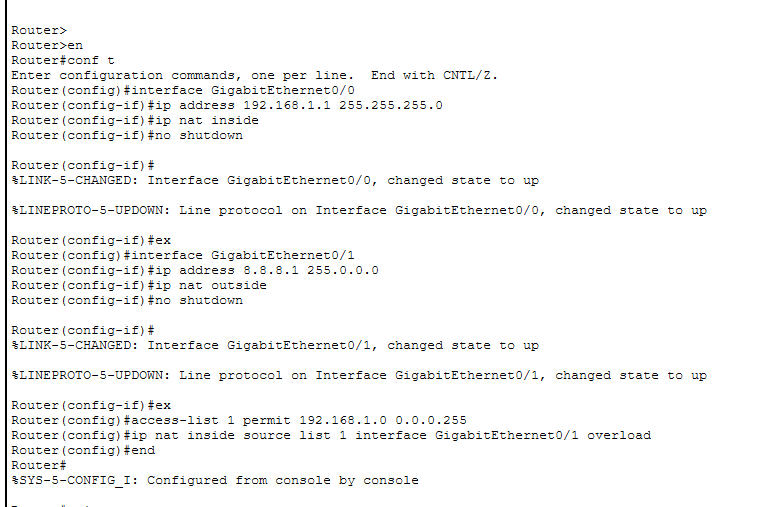 Router>
Router>en
Router#conf t
Enter configuration commands, one per line.  End with CNTL/Z.
Router(config)#interface GigabitEthernet0/0
Router(config-if)#ip address 192.168.1.1 255.255.255.0
Router(config-if)#ip nat inside
Router(config-if)#no shutdown
Router(config-if)#
%LINK-5-CHANGED: Interface GigabitEthernet0/0, changed state to up
%LINEPROTO-5-UPDOWN: Line protocol on Interface GigabitEthernet0/0, changed state to up
Router(config-if)#ex
Router(config)#interface GigabitEthernet0/1
Router(config-if)#ip address 8.8.8.1 255.0.0.0
Router(config-if)#ip nat outside
Router(config-if)#no shutdown
Router(config-if)#
%LINK-5-CHANGED: Interface GigabitEthernet0/1, changed state to up
%LINEPROTO-5-UPDOWN: Line protocol on Interface GigabitEthernet0/1, changed state to up
Router(config-if)#ex
Router(config)#access-list 1 permit 192.168.1.0 0.0.0.255
Router(config)#ip nat inside source list 1 interface GigabitEthernet0/1 overload
Router(config)#end
Router#
%SYS-5-CONFIG_I: Configured from console by console